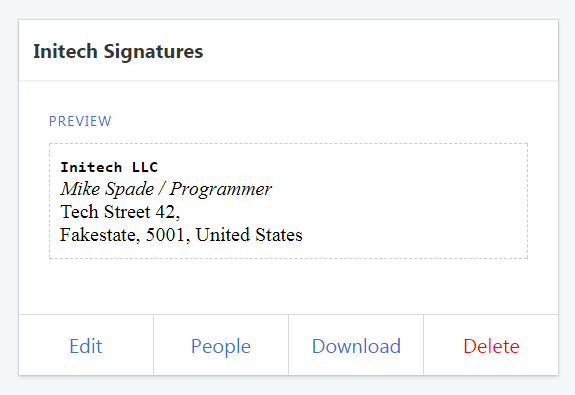 Initech Signatures
PREVIEW
Initech LLC
Mike Spade / Programmer
Tech Street 42,
Fakestate, 5001, United States
Edit People Download Delete